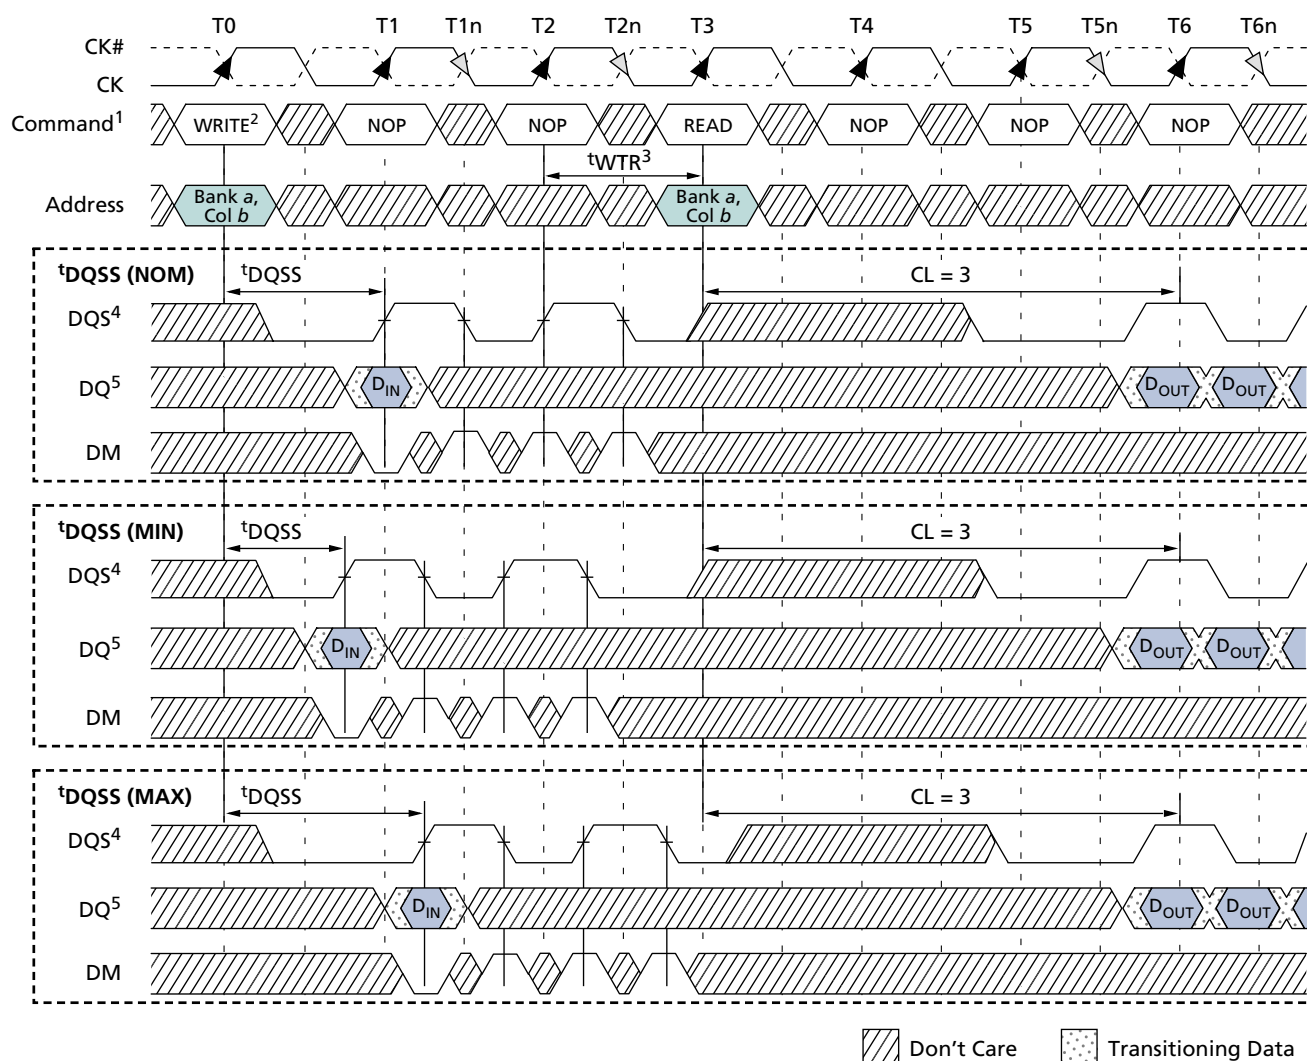 T0 T1 T1n T2 T2n T3 T4 T5 T5n T6 T6n
CK#
CK
Command1 WRITE2 NOP NOP READ NOP NOP NOP
tWTR3
Address Bank a, Col b Bank a, Col b
tDQSS (NOM) tDQSS CL = 3
DQS4
DQ5 DIN DOUT DOUT
DM
tDQSS (MIN) tDQSS CL = 3
DQS4
DQ5 DIN DOUT DOUT
DM
tDQSS (MAX) tDQSS CL = 3
DQS4
DQ5 DIN DOUT DOUT
DM
Don't Care Transitioning Data